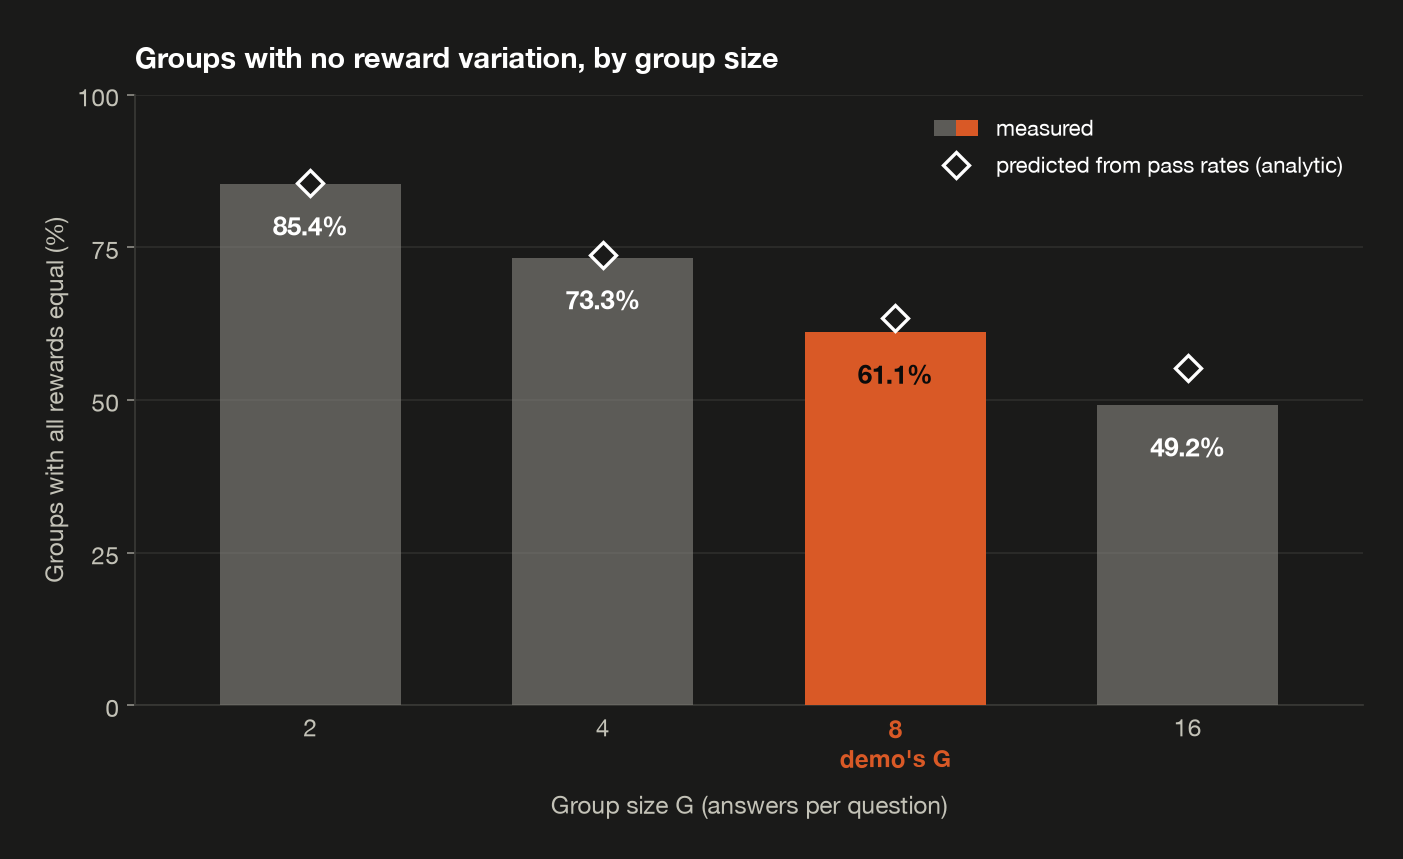 Groups with no reward variation, by group size
measured
predicted from pass rates (analytic)
Groups with all rewards equal (%)
100
75
50
25
0
85.4%
73.3%
61.1%
49.2%
2
4
8
16
demo's G
Group size G (answers per question)